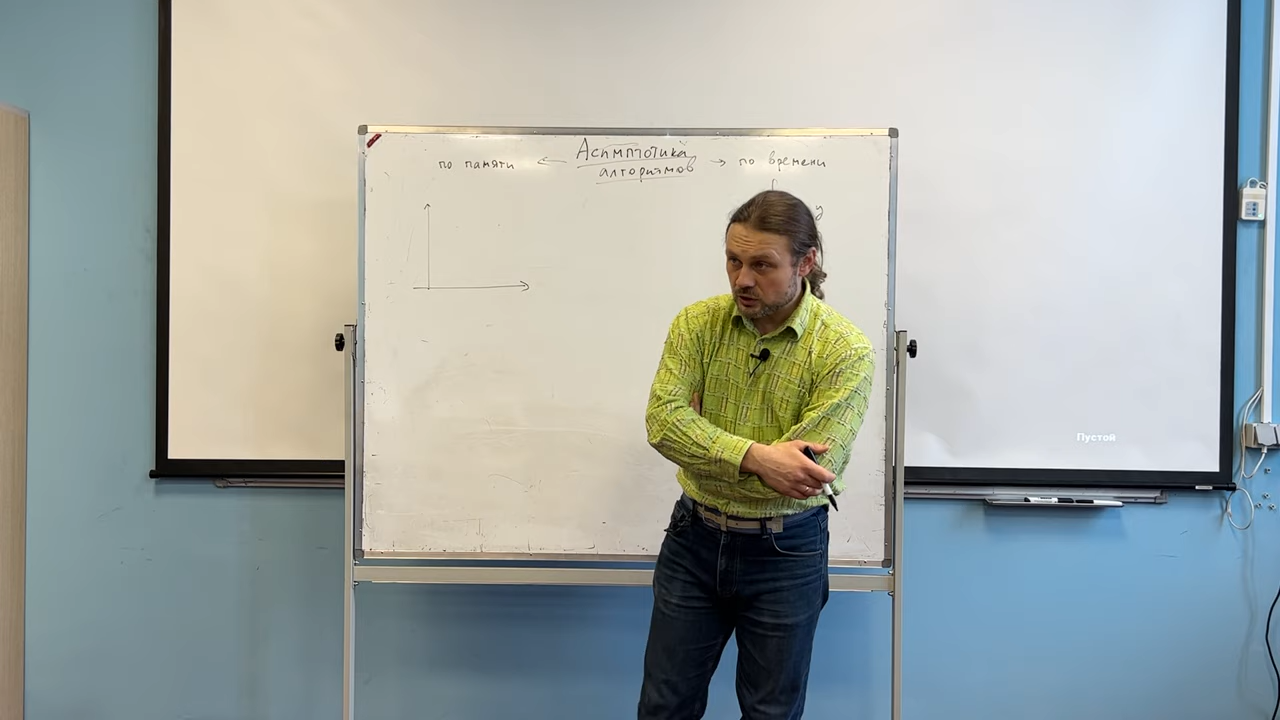 Асимптотика
по памяти ← алгоритмов → по времени
y
Пустой